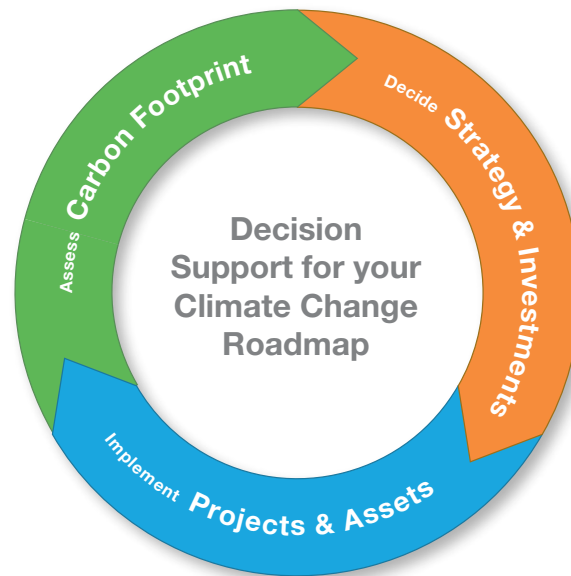 Assess Carbon Footprint
Decide Strategy & Investments
Decision
Support for your
Climate Change
Roadmap
Implement Projects & Assets